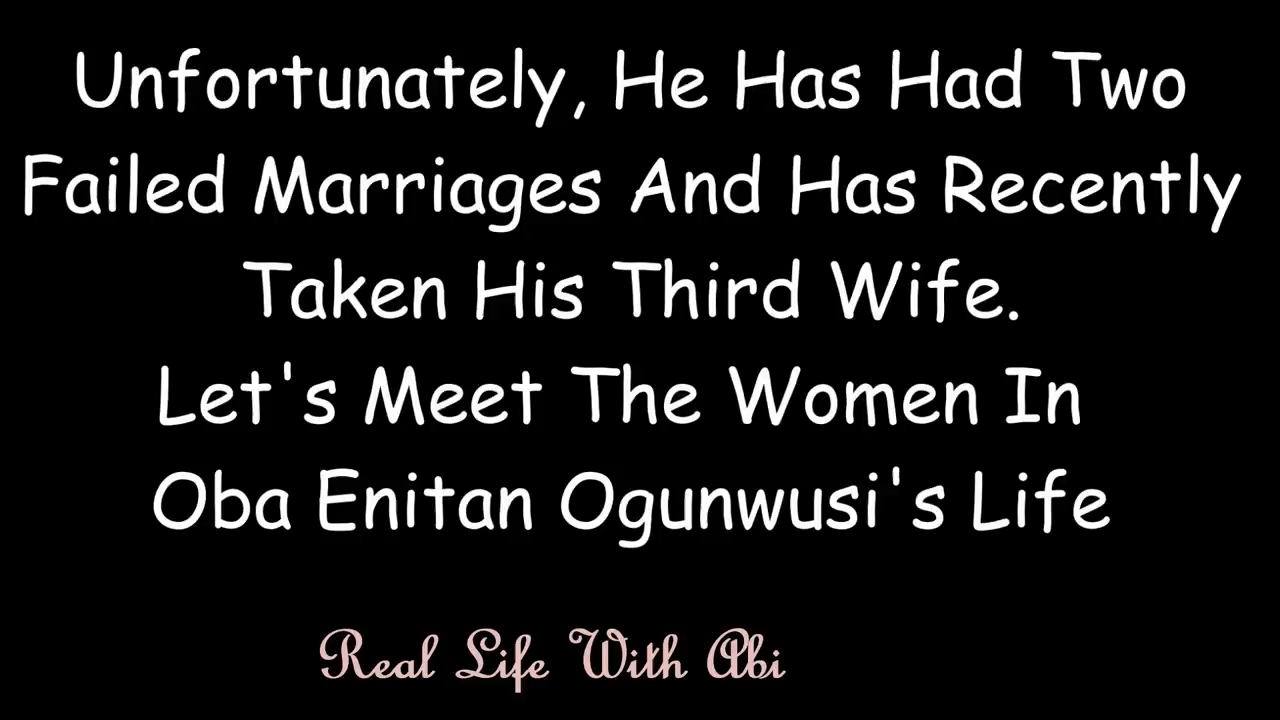 Unfortunately, He Has Had Two
Failed Marriages And Has Recently
Taken His Third Wife.
Let's Meet The Women In
Oba Enitan Ogunwusi's Life
Real Life With Abi